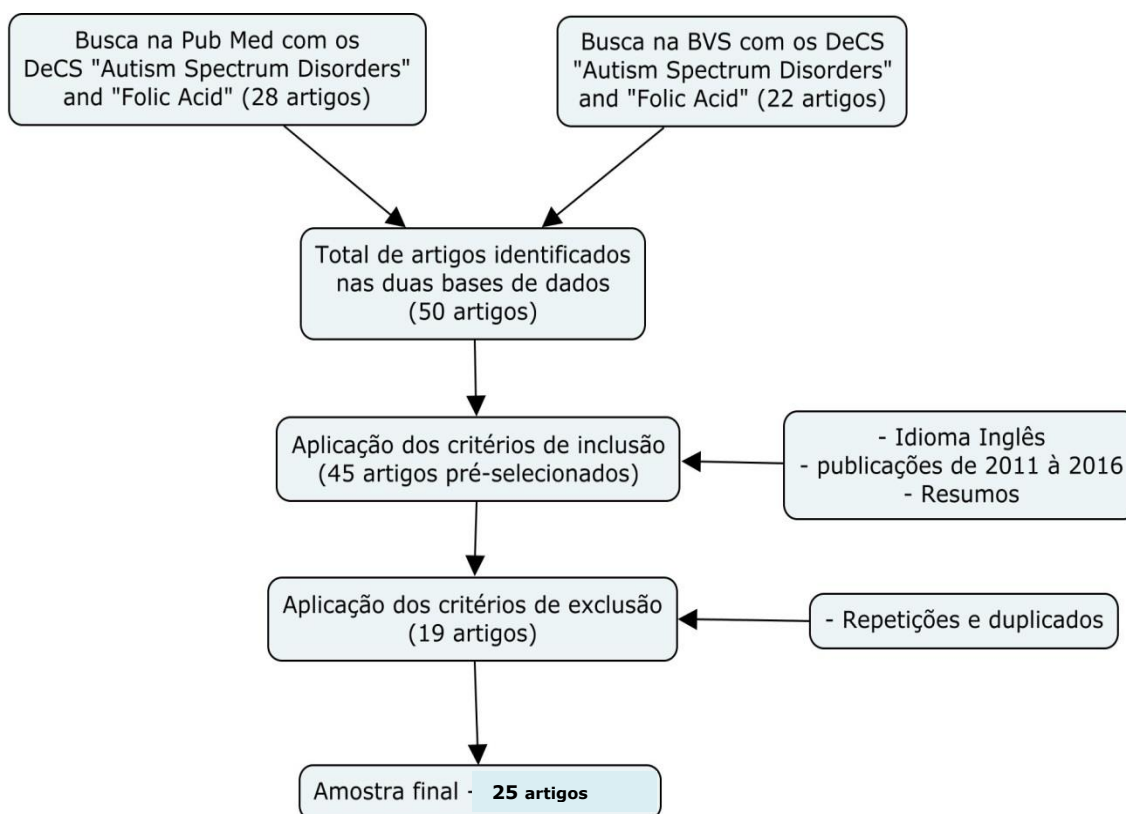 Busca na Pub Med com os
DeCS "Autism Spectrum Disorders"
and "Folic Acid" (28 artigos)
Busca na BVS com os DeCS
"Autism Spectrum Disorders"
and "Folic Acid" (22 artigos)
Total de artigos identificados
nas duas bases de dados
(50 artigos)
Aplicação dos critérios de inclusão
(45 artigos pré-selecionados)
- Idioma Inglês
- publicações de 2011 à 2016
- Resumos
Aplicação dos critérios de exclusão
(19 artigos)
- Repetições e duplicados
Amostra final - 25 artigos